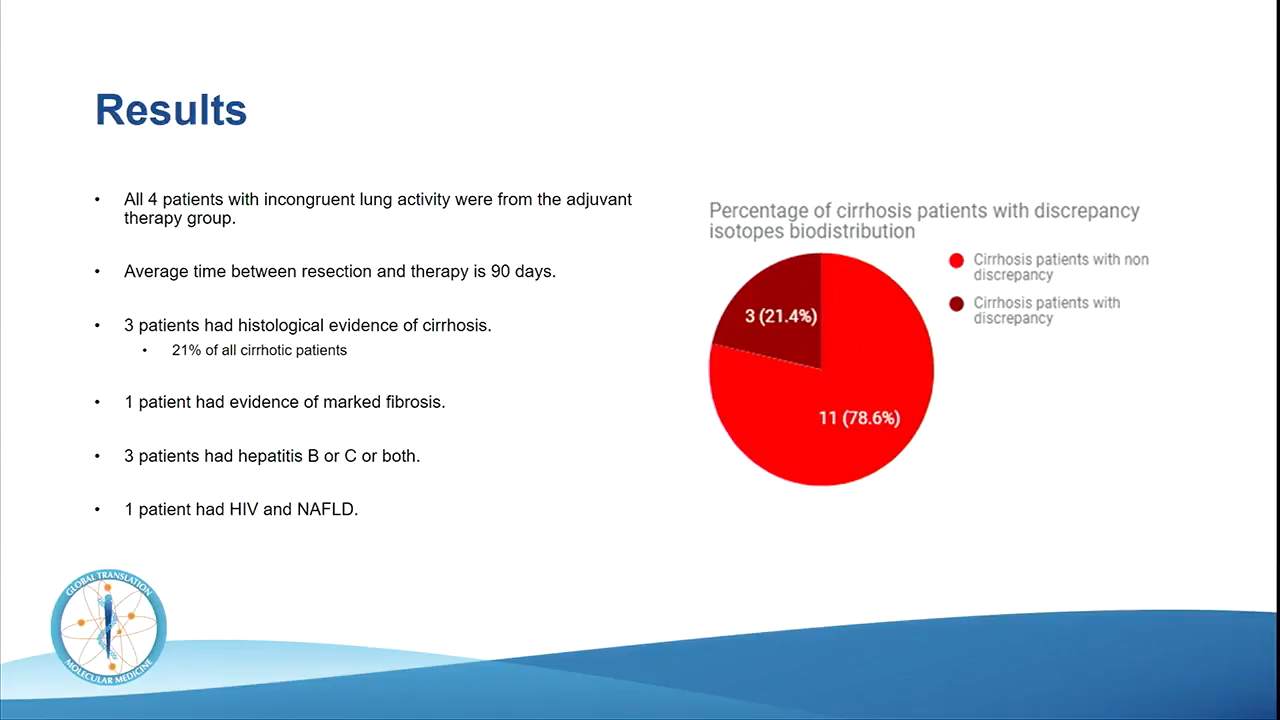 Results
• All 4 patients with incongruent lung activity were from the adjuvant
therapy group.
• Average time between resection and therapy is 90 days.
• 3 patients had histological evidence of cirrhosis.
• 21% of all cirrhotic patients
• 1 patient had evidence of marked fibrosis.
• 3 patients had hepatitis B or C or both.
• 1 patient had HIV and NAFLD.
Percentage of cirrhosis patients with discrepancy
isotopes biodistribution
Cirrhosis patients with non
discrepancy
Cirrhosis patients with
discrepancy
3 (21.4%)
11 (78.6%)
GLOBAL TRANSLATION
MOLECULAR MEDICINE